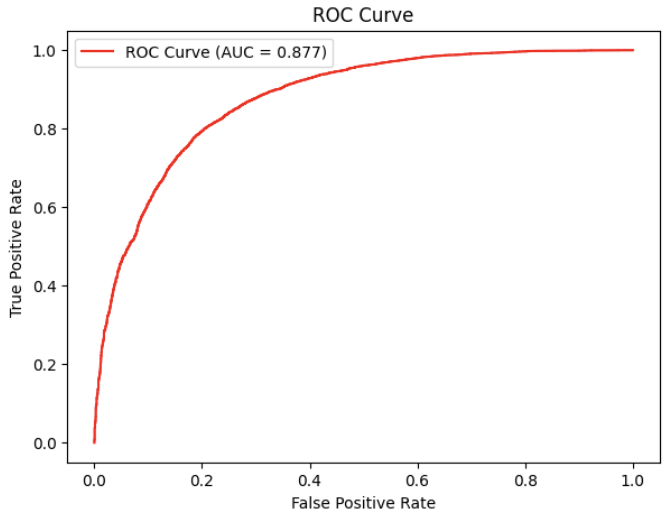 ROC Curve
ROC Curve (AUC = 0.877)
1.0
0.8
0.6
0.4
0.2
0.0
True Positive Rate
0.0 0.2 0.4 0.6 0.8 1.0
False Positive Rate